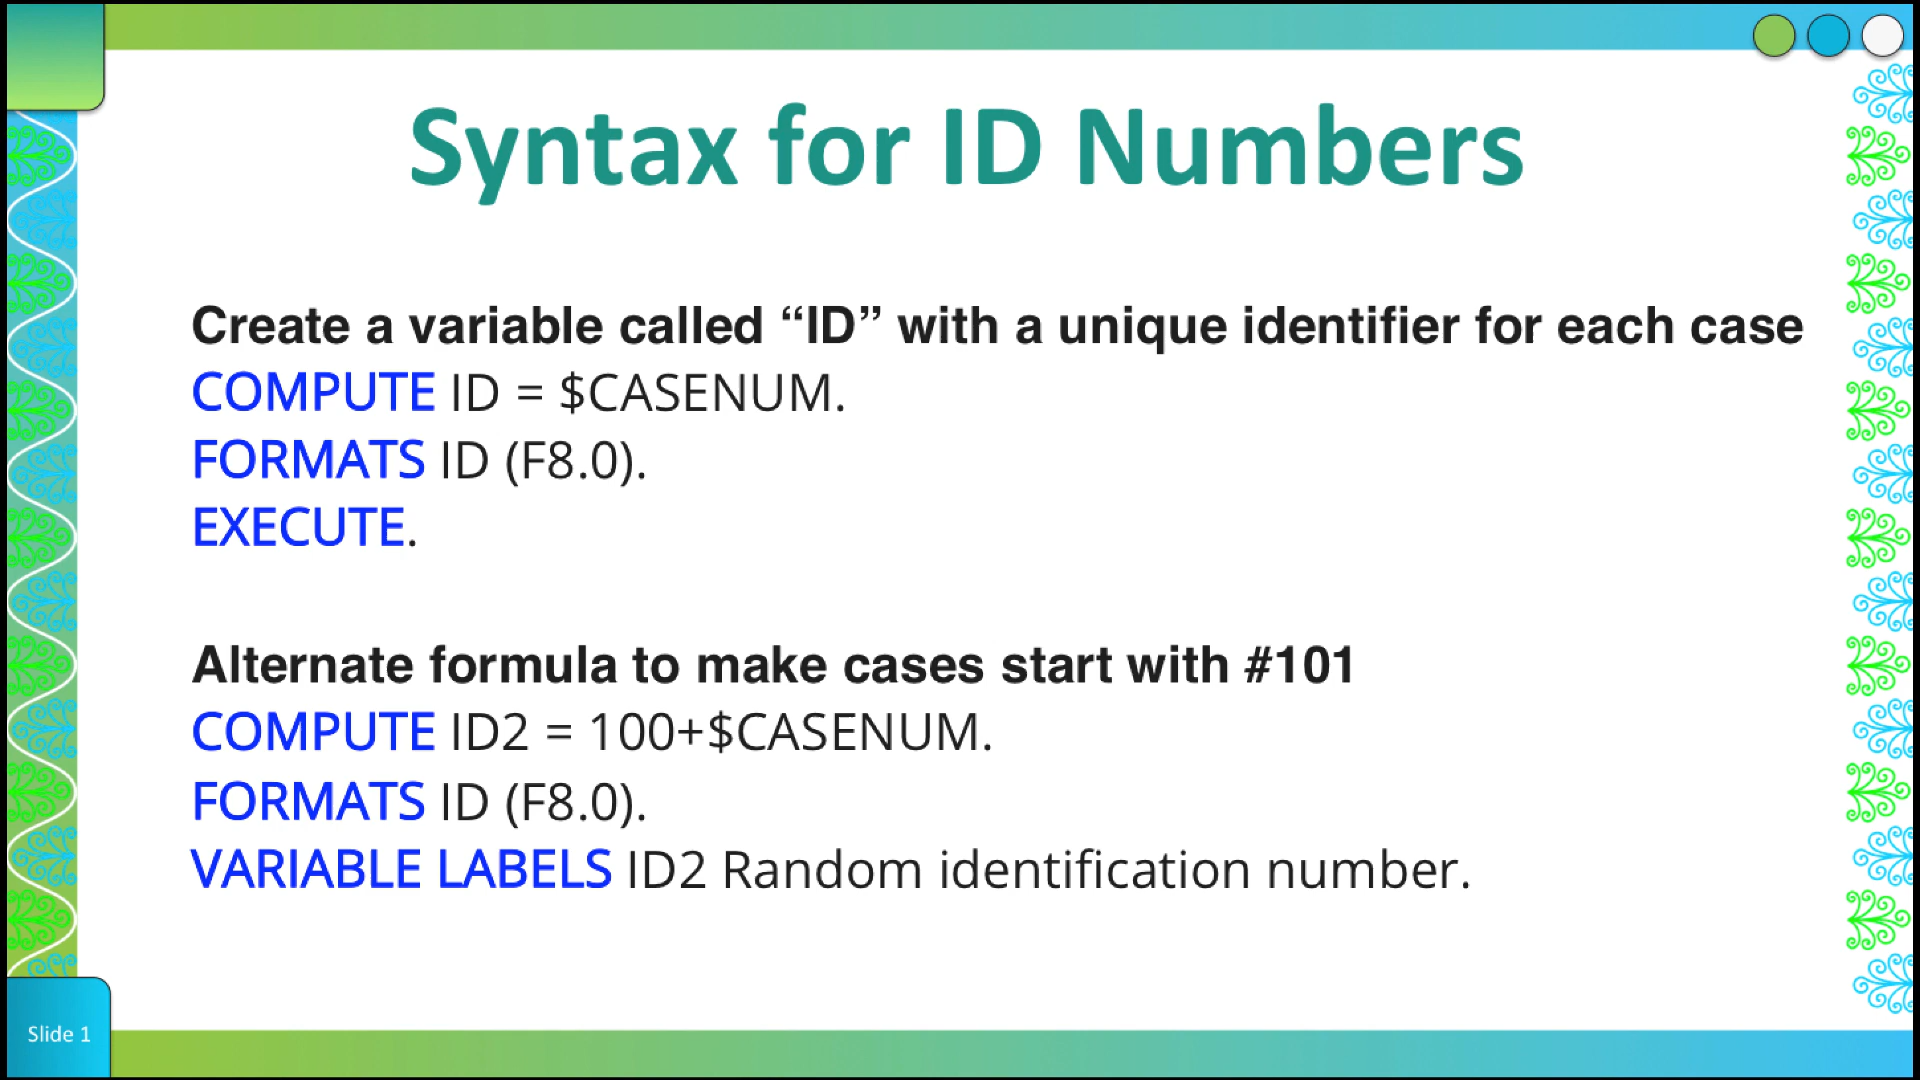 Syntax for ID Numbers
Create a variable called “ID” with a unique identifier for each case
COMPUTE ID = $CASENUM.
FORMATS ID (F8.0).
EXECUTE.
Alternate formula to make cases start with #101
COMPUTE ID2 = 100+$CASENUM.
FORMATS ID (F8.0).
VARIABLE LABELS ID2 Random identification number.
Slide 1